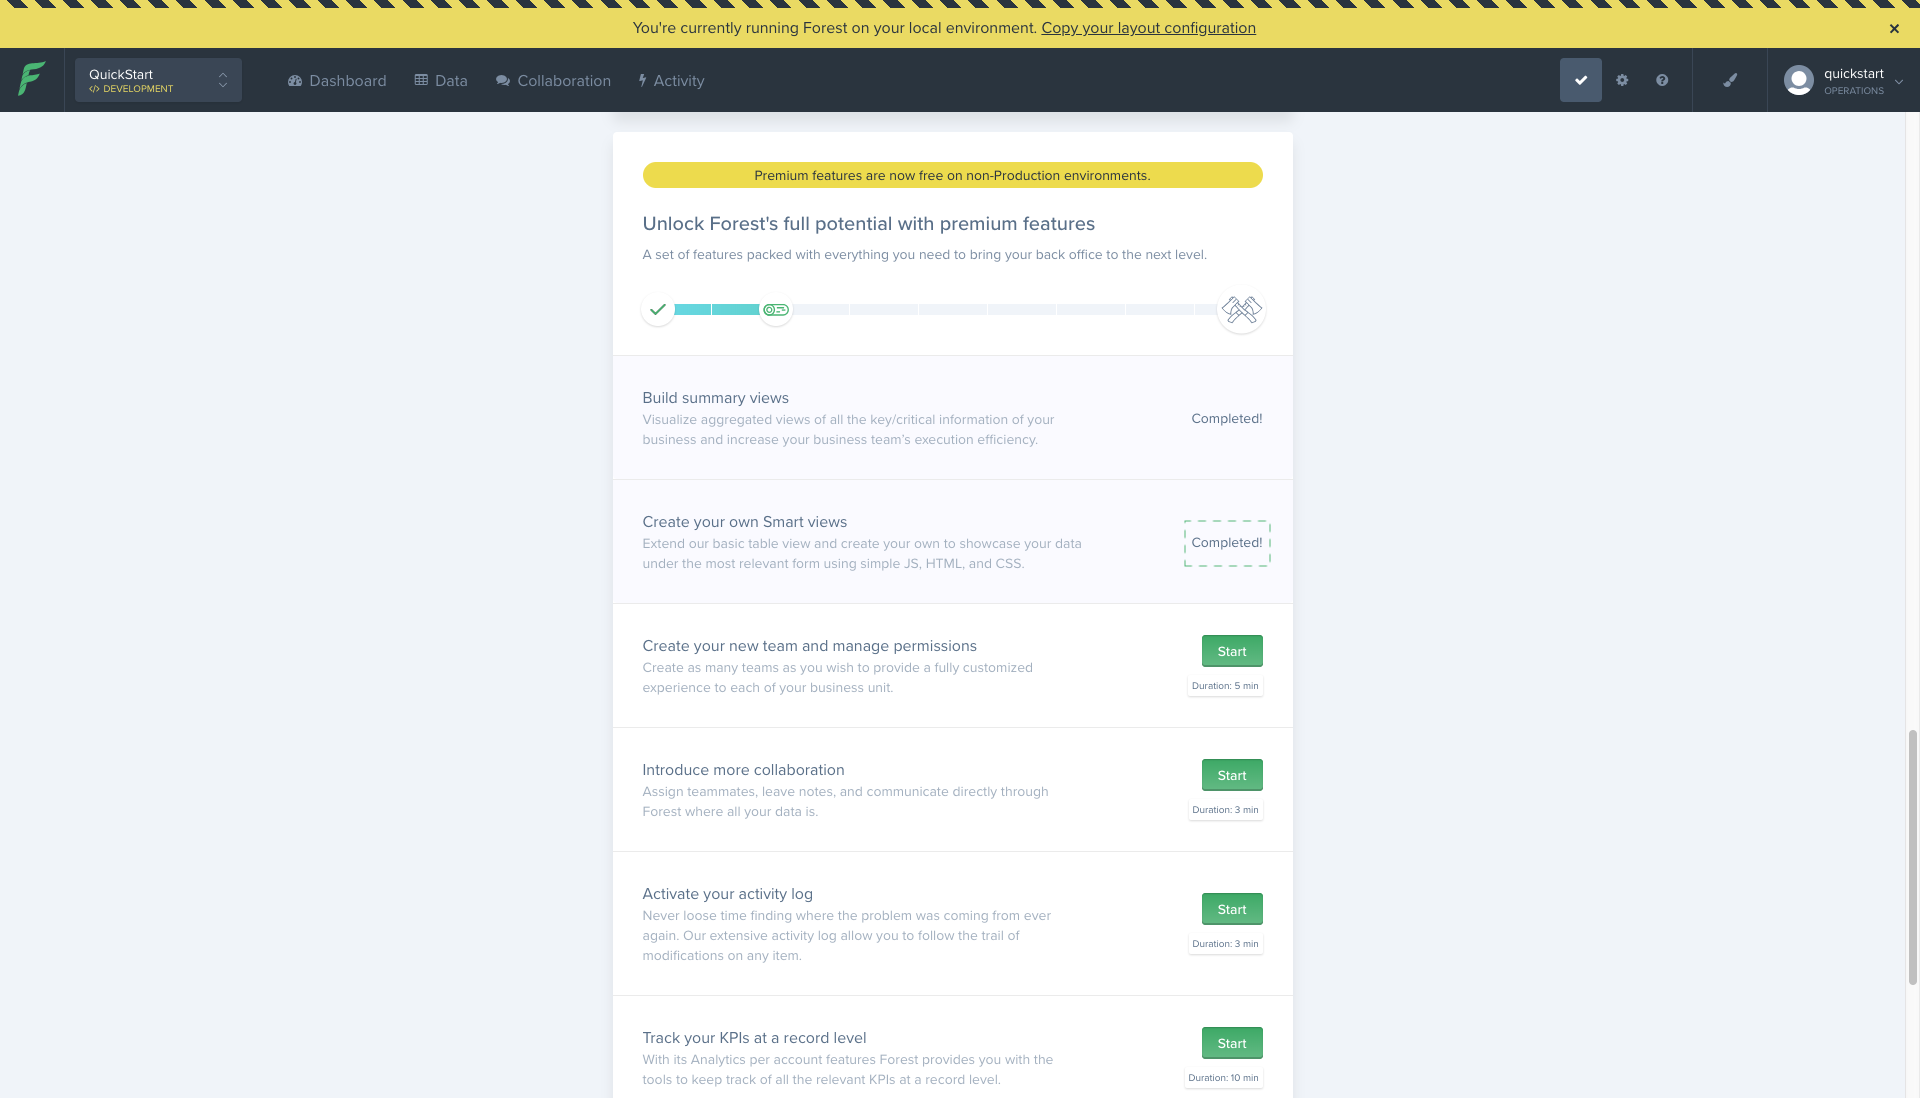 You're currently running Forest on your local environment. Copy your layout configuration
QuickStart
</> DEVELOPMENT
Dashboard
Data
Collaboration
Activity
quickstart
OPERATIONS
Premium features are now free on non-Production environments.
Unlock Forest's full potential with premium features
A set of features packed with everything you need to bring your back office to the next level.
Build summary views
Visualize aggregated views of all the key/critical information of your
business and increase your business team's execution efficiency.
Completed!
Create your own Smart views
Extend our basic table view and create your own to showcase your data
under the most relevant form using simple JS, HTML, and CSS.
Completed!
Create your new team and manage permissions
Create as many teams as you wish to provide a fully customized
experience to each of your business unit.
Start
Duration: 5 min
Introduce more collaboration
Assign teammates, leave notes, and communicate directly through
Forest where all your data is.
Start
Duration: 3 min
Activate your activity log
Never loose time finding where the problem was coming from ever
again. Our extensive activity log allow you to follow the trail of
modifications on any item.
Start
Duration: 3 min
Track your KPIs at a record level
With its Analytics per account features Forest provides you with the
tools to keep track of all the relevant KPIs at a record level.
Start
Duration: 10 min